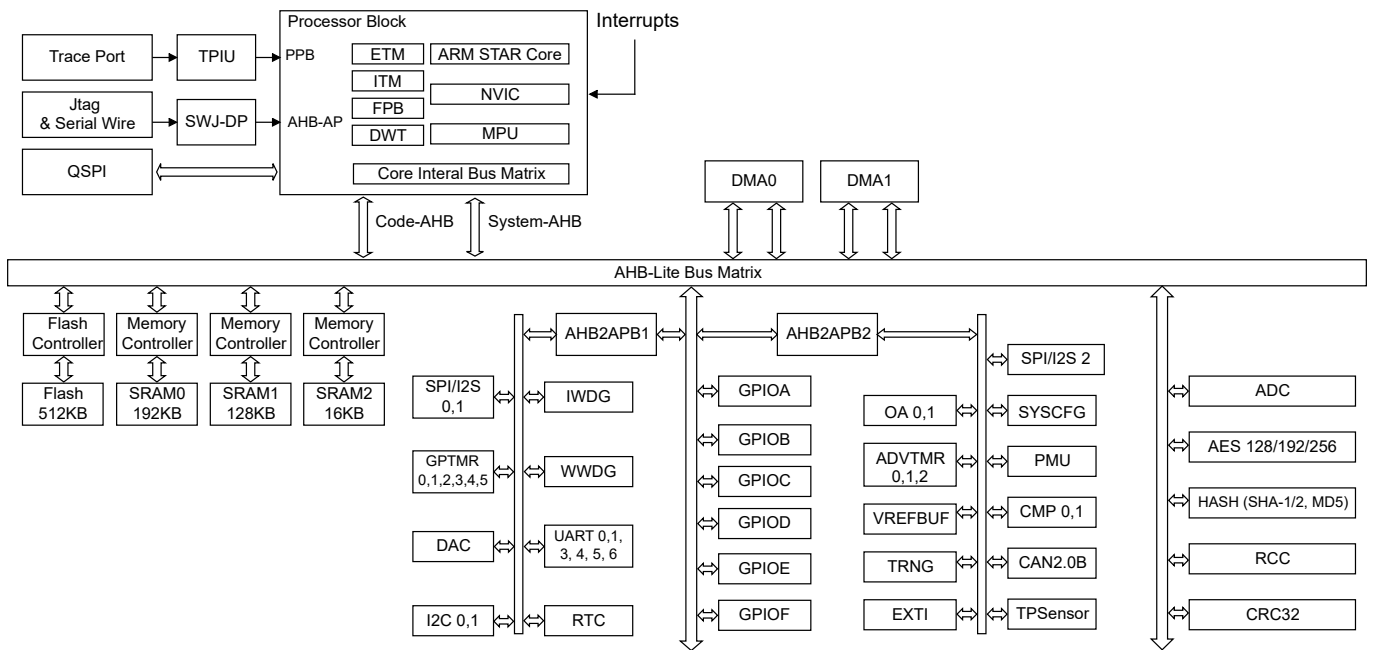 Processor Block
Interrupts
Trace Port
TPIU
PPB
ETM
ARM STAR Core
ITM
NVIC
Jtag
& Serial Wire
SWJ-DP
AHB-AP
FPB
DWT
MPU
QSPI
Core Interal Bus Matrix
DMA0
DMA1
Code-AHB
System-AHB
AHB-Lite Bus Matrix
Flash
Controller
Memory
Controller
Memory
Controller
Memory
Controller
Flash
512KB
SRAM0
192KB
SRAM1
128KB
SRAM2
16KB
AHB2APB1
AHB2APB2
SPI/I2S
0,1
IWDG
GPTMR
0,1,2,3,4,5
WWDG
DAC
UART 0,1,
3, 4, 5, 6
I2C 0,1
RTC
GPIOA
GPIOB
GPIOC
GPIOD
GPIOE
GPIOF
SPI/I2S 2
OA 0,1
SYSCFG
ADVTMR
0,1,2
PMU
VREFBUF
CMP 0,1
TRNG
CAN2.0B
EXTI
TPSensor
ADC
AES 128/192/256
HASH (SHA-1/2, MD5)
RCC
CRC32